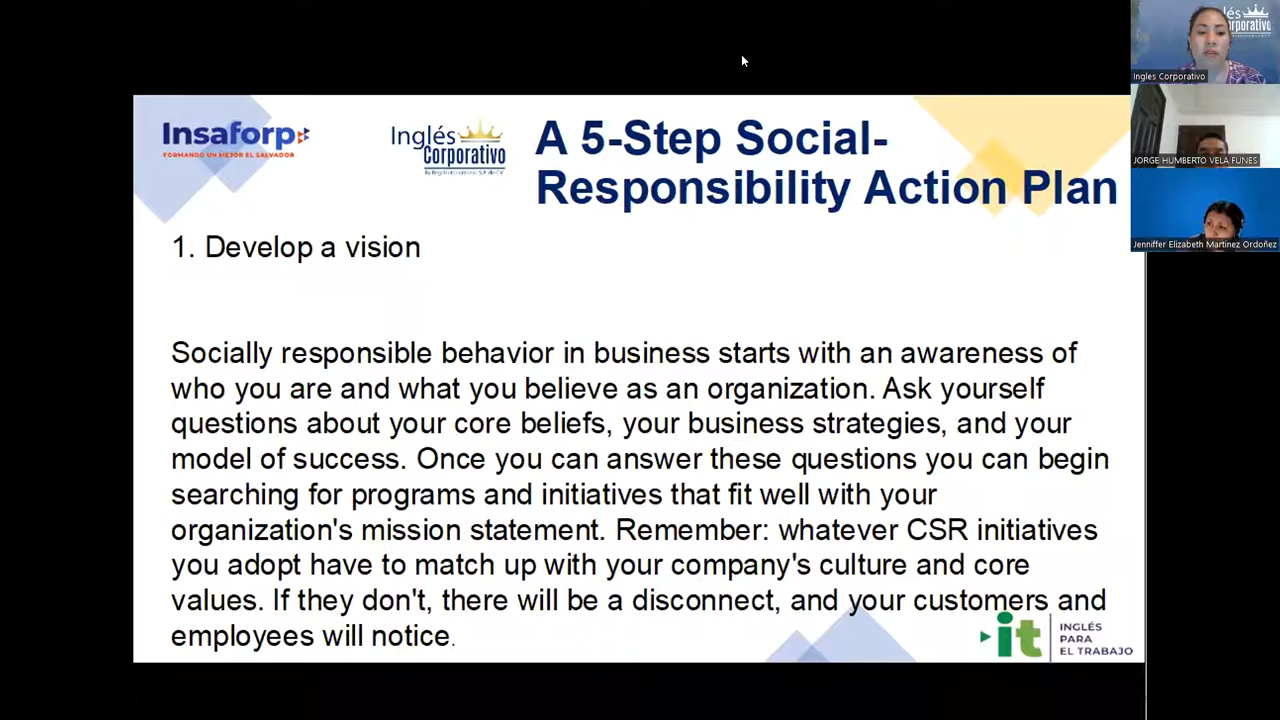 Insaforp
FORMANDO UN MEJOR EL SALVADOR
Inglés
Corporativo
A 5-Step Social-
Responsibility Action Plan
1. Develop a vision
Socially responsible behavior in business starts with an awareness of
who you are and what you believe as an organization. Ask yourself
questions about your core beliefs, your business strategies, and your
model of success. Once you can answer these questions you can begin
searching for programs and initiatives that fit well with your
organization's mission statement. Remember: whatever CSR initiatives
you adopt have to match up with your company's culture and core
values. If they don't, there will be a disconnect, and your customers and
employees will notice.
it
INGLÉS
PARA
EL TRABAJO
Ingles Corporativo
JORGE HUMBERTO VELA FUNES
Jenniffer Elizabeth Martinez Ordoñez